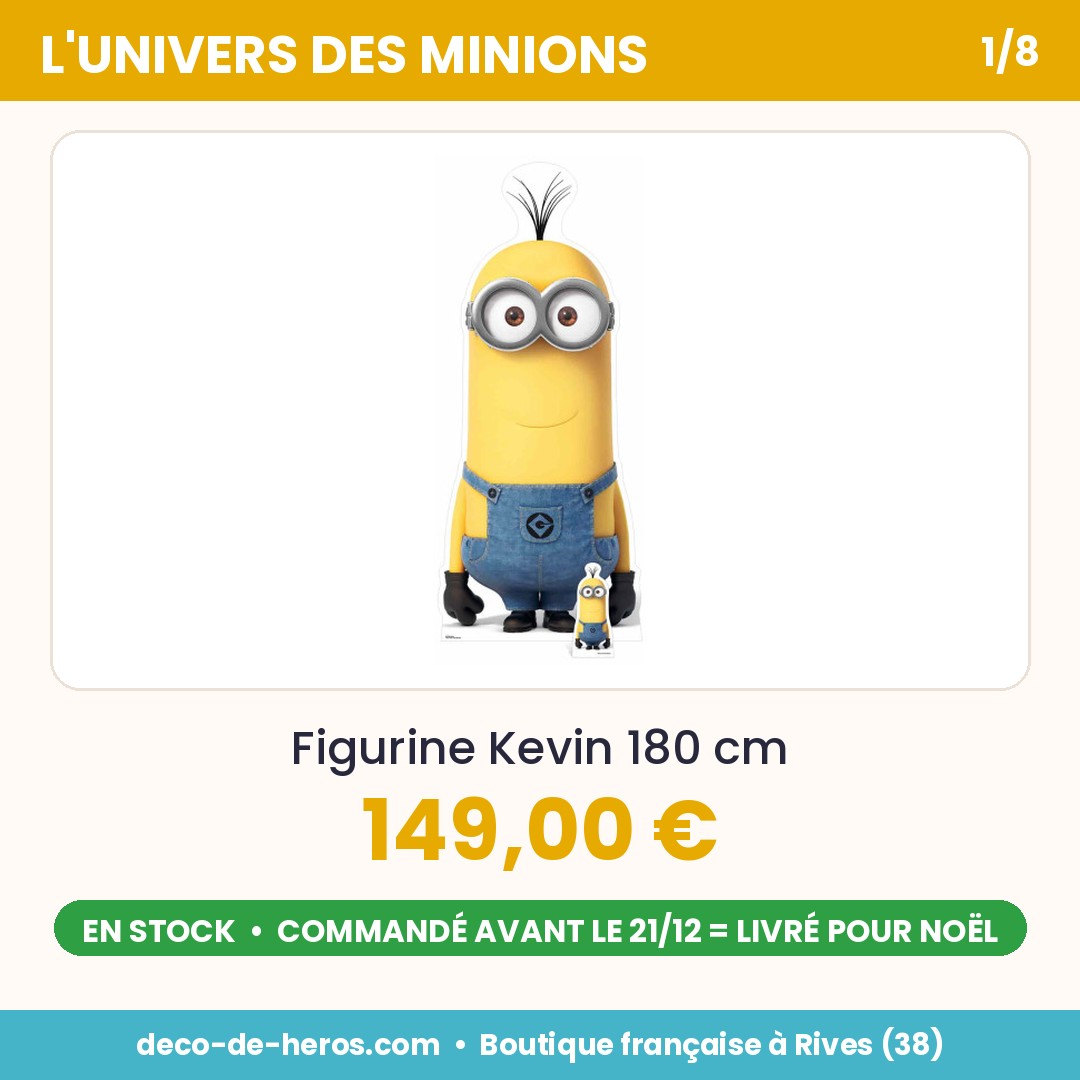 L'UNIVERS DES MINIONS
1/8
Figurine Kevin 180 cm
149,00 €
EN STOCK • COMMANDÉ AVANT LE 21/12 = LIVRÉ POUR NOËL
deco-de-heros.com • Boutique française à Rives (38)